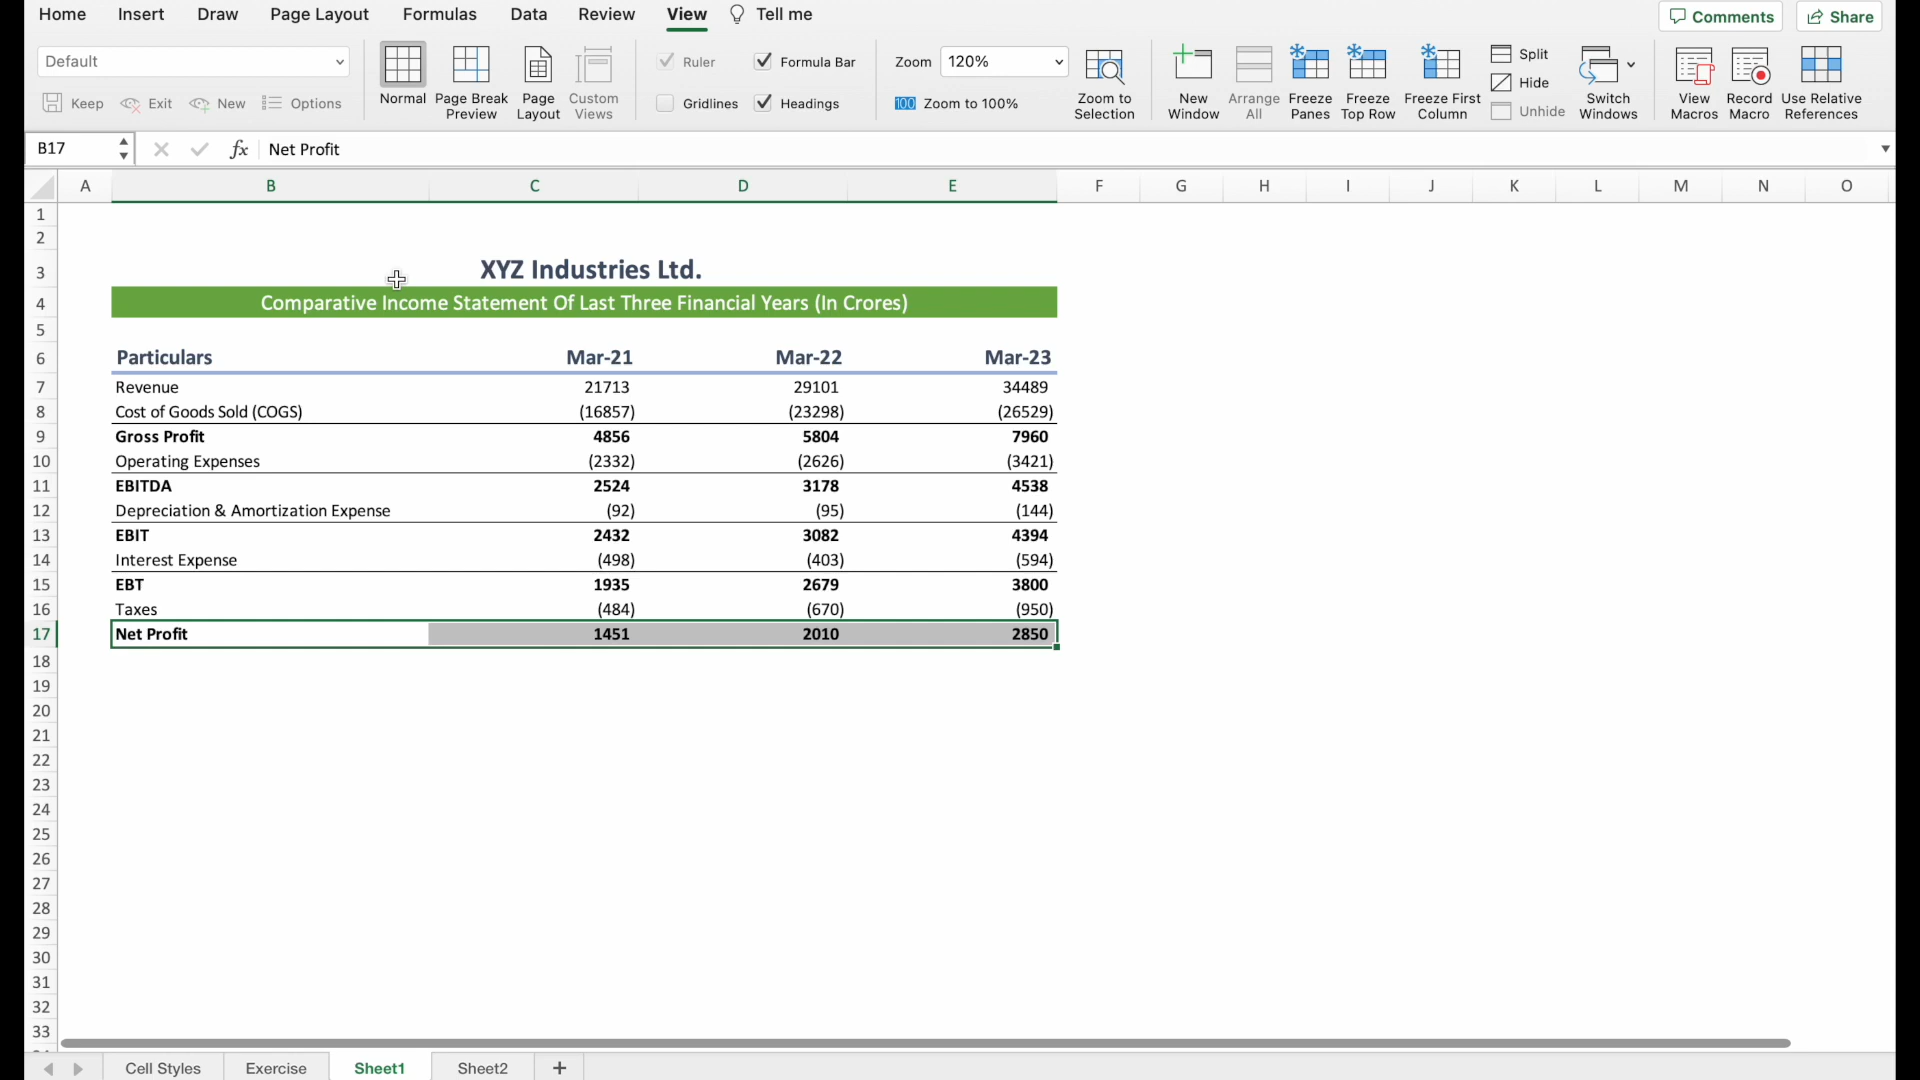 Home Insert Draw Page Layout Formulas Data Review View Tell me Comments Share
Default
Keep Exit New Options
Normal
Page Break Preview
Page Layout
Custom Views
Ruler Formula Bar
Gridlines Headings
Zoom 120%
100 Zoom to 100%
Zoom to Selection
New Window
Arrange All
Freeze Panes
Freeze Top Row
Freeze First Column
Split
Hide
Unhide
Switch Windows
View Macros
Record Macro
Use Relative References
B17 fx Net Profit
A B C D E F G H I J K L M N O
1
2
3 XYZ Industries Ltd.
4 Comparative Income Statement Of Last Three Financial Years (In Crores)
5
6 Particulars Mar-21 Mar-22 Mar-23
7 Revenue 21713 29101 34489
8 Cost of Goods Sold (COGS) (16857) (23298) (26529)
9 Gross Profit 4856 5804 7960
10 Operating Expenses (2332) (2626) (3421)
11 EBITDA 2524 3178 4538
12 Depreciation & Amortization Expense (92) (95) (144)
13 EBIT 2432 3082 4394
14 Interest Expense (498) (403) (594)
15 EBT 1935 2679 3800
16 Taxes (484) (670) (950)
17 Net Profit 1451 2010 2850
18
19
20
21
22
23
24
25
26
27
28
29
30
31
32
33
Cell Styles Exercise Sheet1 Sheet2 +